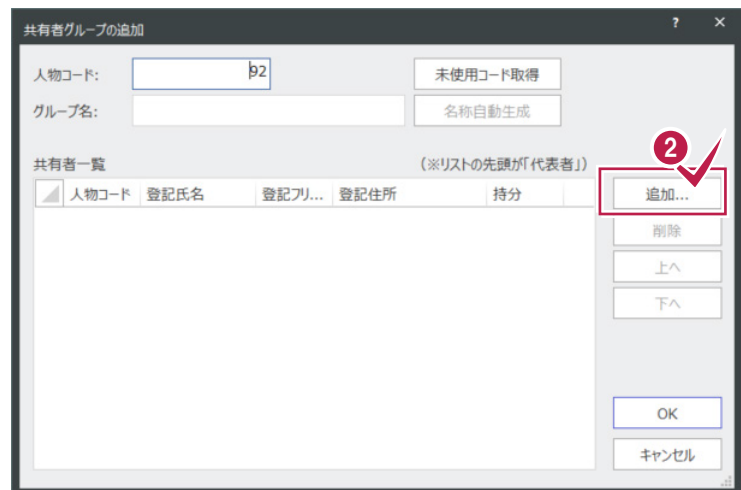 共有者グループの追加 ? ×
人物コード: 92 未使用コード取得
グループ名: 名称自動生成
共有者一覧 (※リストの先頭が「代表者」)
2
人物コード 登記氏名 登記フリ... 登記住所 持分
追加...
削除
上へ
下へ
OK
キャンセル